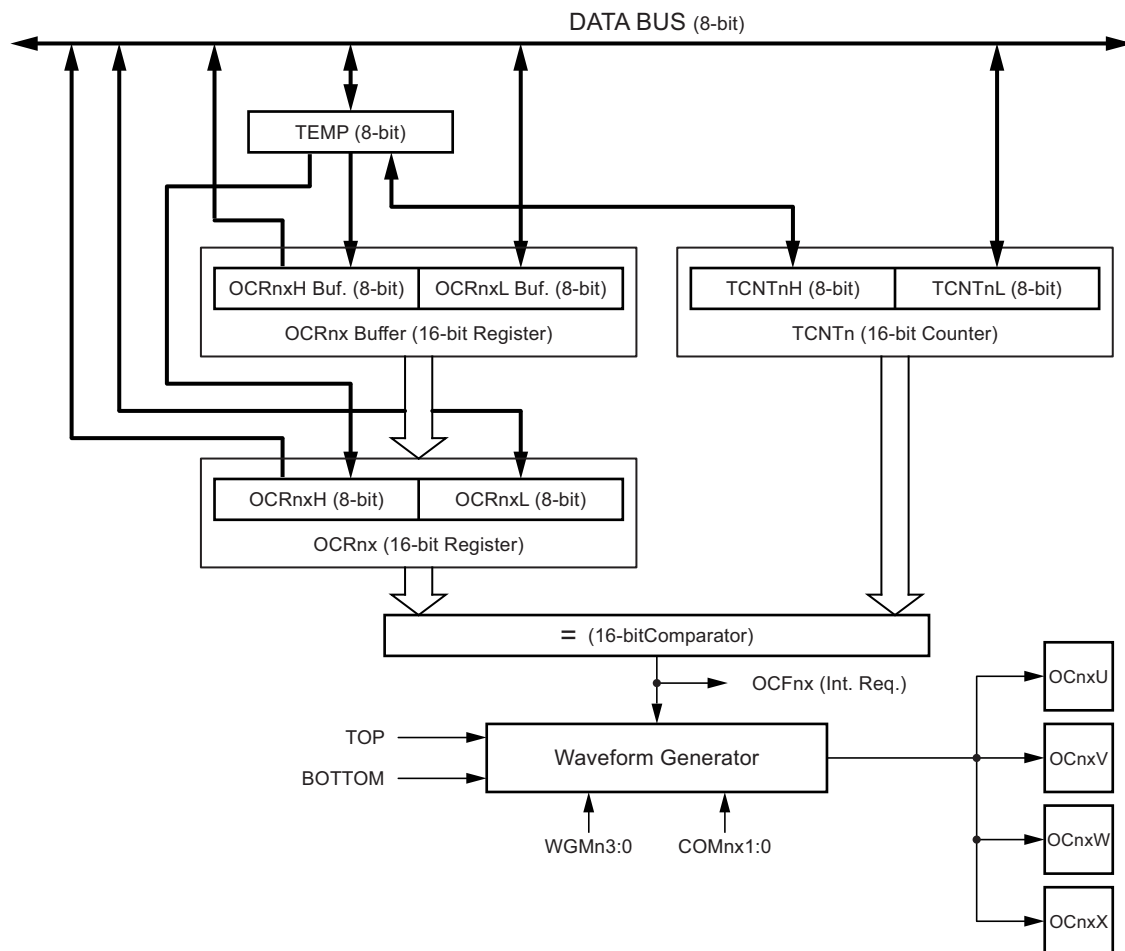 DATA BUS (8-bit)
TEMP (8-bit)
OCRnxH Buf. (8-bit)
OCRnxL Buf. (8-bit)
TCNTnH (8-bit)
TCNTnL (8-bit)
OCRnx Buffer (16-bit Register)
TCNTn (16-bit Counter)
OCRnxH (8-bit)
OCRnxL (8-bit)
OCRnx (16-bit Register)
= (16-bitComparator)
OCFnx (Int. Req.)
TOP
BOTTOM
Waveform Generator
WGMn3:0
COMnx1:0
OCnxU
OCnxV
OCnxW
OCnxX